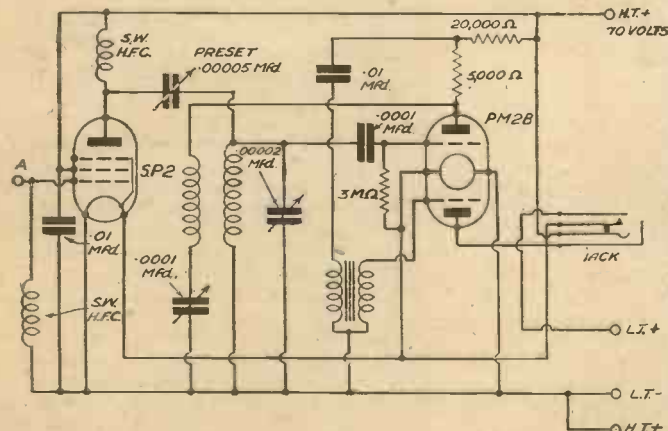 20,000 Ω
H.T.+
70 VOLTS
S.W.
H.F.C.
PRESET
.00005 MFD.
.01
MFD.
5,000 Ω
PM2B
.0001
MFD.
A
S.P.2
.00002
MFD.
3MΩ
.01
MFD.
.0001
MFD.
JACK
S.W.
H.F.C.
L.T.+
L.T.-
H.T.+